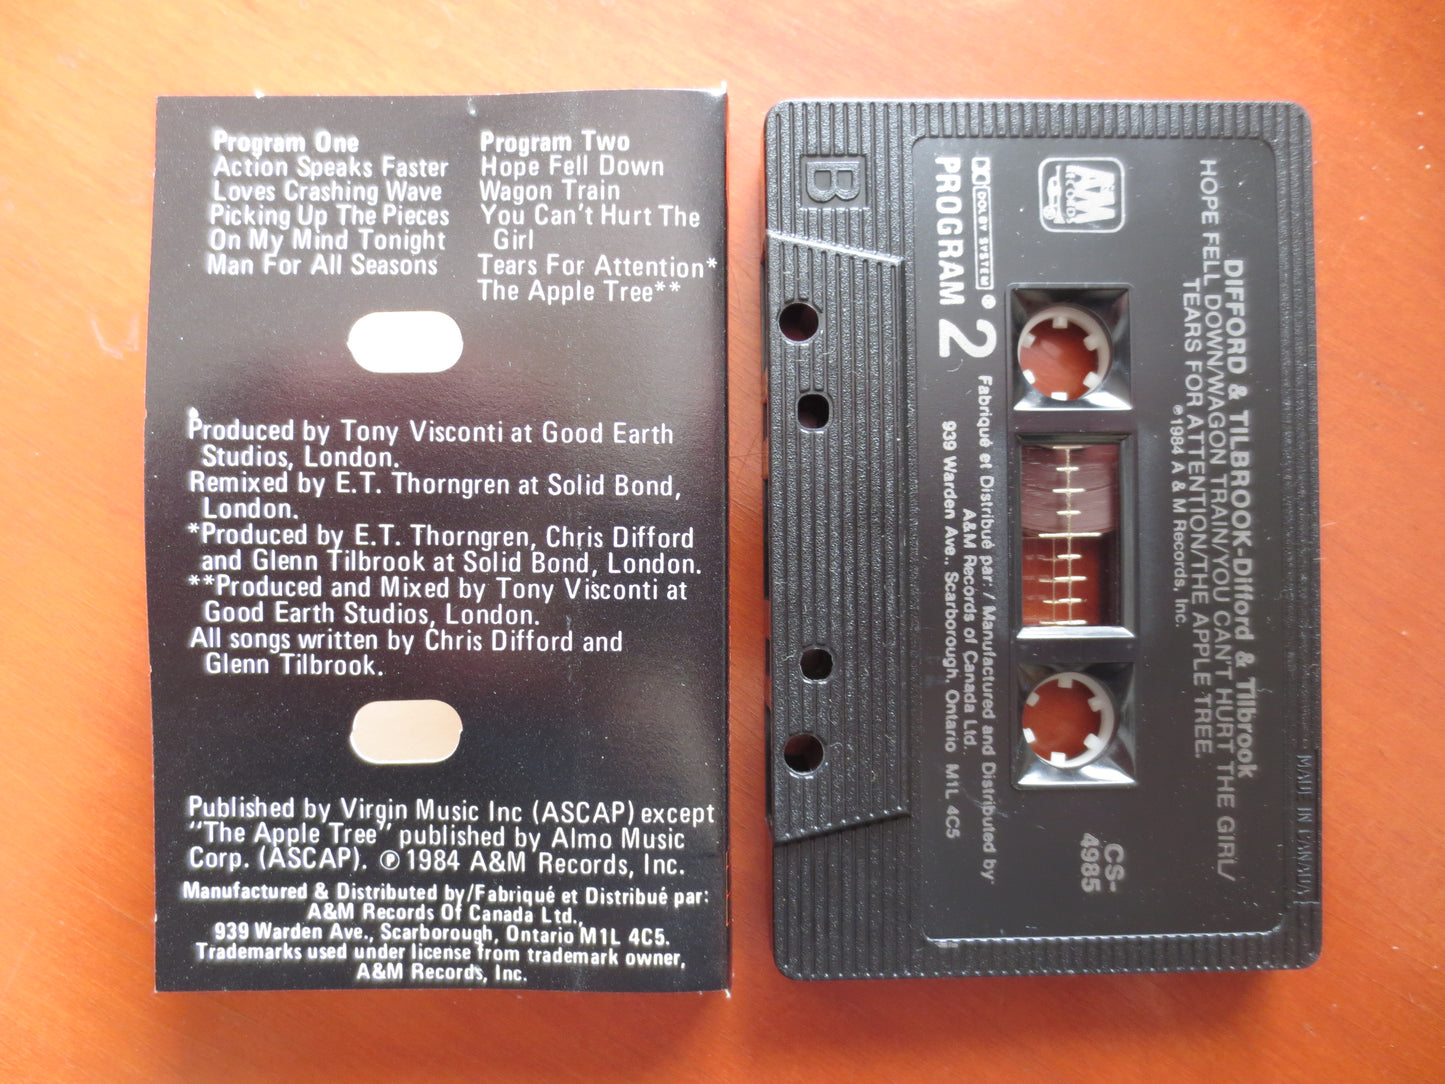 Program One
Action Speaks Faster
Loves Crashing Wave
Picking Up The Pieces
On My Mind Tonight
Man For All Seasons
Program Two
Hope Fell Down
Wagon Train
You Can't Hurt The
Girl
Tears For Attention*
The Apple Tree**
Produced by Tony Visconti at Good Earth
Studios, London.
Remixed by E.T. Thorngren at Solid Bond,
London.
*Produced by E.T. Thorngren, Chris Difford
and Glenn Tilbrook at Solid Bond, London.
**Produced and Mixed by Tony Visconti at
Good Earth Studios, London.
All songs written by Chris Difford and
Glenn Tilbrook.
Published by Virgin Music Inc (ASCAP) except
"The Apple Tree" published by Almo Music
Corp. (ASCAP). ℗ 1984 A&M Records, Inc.
Manufactured & Distributed by/Fabriqué et Distribué par:
A&M Records Of Canada Ltd.,
939 Warden Ave., Scarborough, Ontario M1L 4C5.
Trademarks used under license from trademark owner,
A&M Records, Inc.
B
A&M
RECORDS
DIFFORD & TILBROOK-Difford & Tilbrook
HOPE FELL DOWN/WAGON TRAIN/YOU CAN'T HURT THE GIRL/
TEARS FOR ATTENTION/THE APPLE TREE.
℗1984 A & M Records, Inc.
DOLBY SYSTEM ®
PROGRAM 2
Fabriqué et Distribué par: / Manufactured and Distributed by:
A&M Records of Canada Ltd.
939 Warden Ave., Scarborough, Ontario M1L 4C5
CS-
4985
MADE IN CANADA